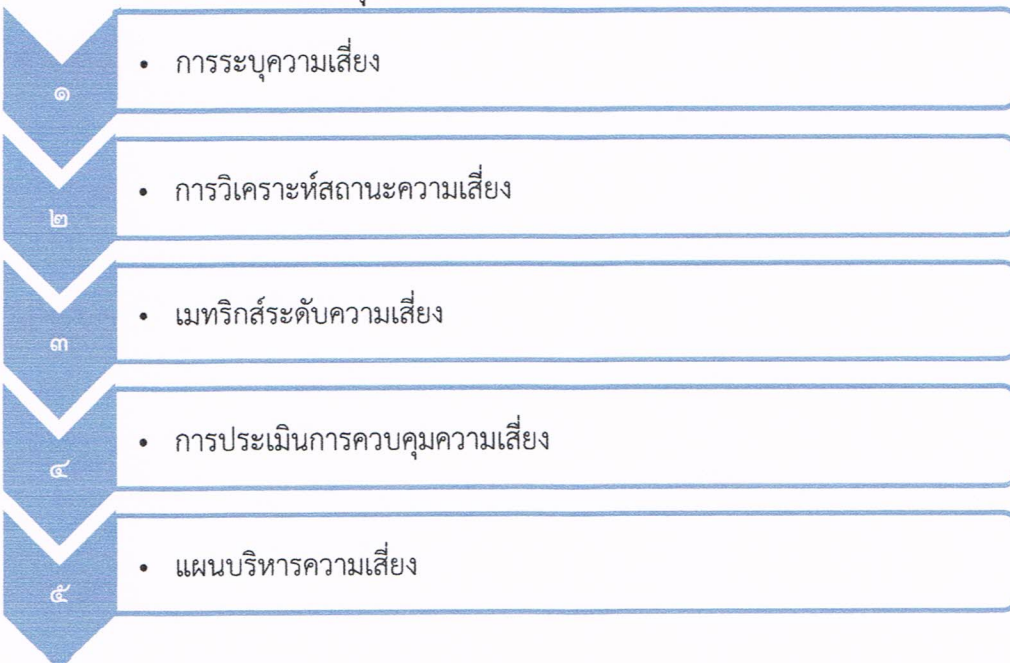 ๑
• การระบุความเสี่ยง
๒
• การวิเคราะห์สถานะความเสี่ยง
๓
• เมทริกส์ระดับความเสี่ยง
๔
• การประเมินการควบคุมความเสี่ยง
๕
• แผนบริหารความเสี่ยง